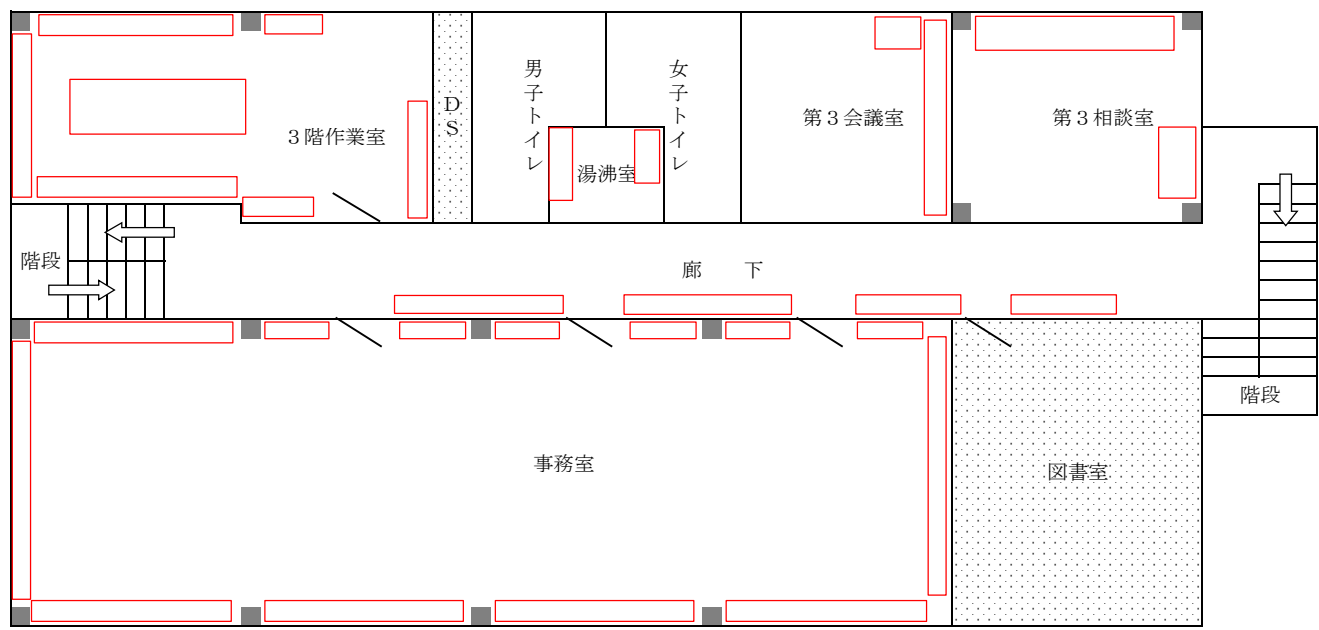 ３階作業室
ＤＳ
男子トイレ
湯沸室
女子トイレ
第３会議室
第３相談室
階段
廊　下
階段
事務室
図書室